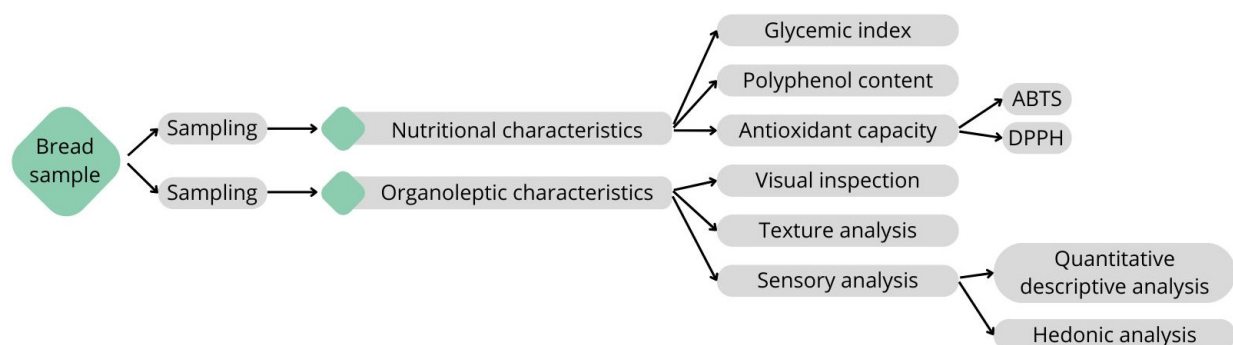 Bread
sample
Sampling
Nutritional characteristics
Glycemic index
Polyphenol content
Antioxidant capacity
ABTS
DPPH
Sampling
Organoleptic characteristics
Visual inspection
Texture analysis
Sensory analysis
Quantitative
descriptive analysis
Hedonic analysis